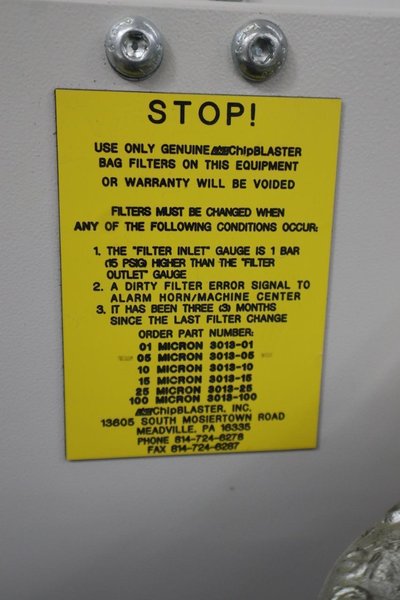 STOP!
USE ONLY GENUINE ChipBLASTER
BAG FILTERS ON THIS EQUIPMENT
OR WARRANTY WILL BE VOIDED
FILTERS MUST BE CHANGED WHEN
ANY OF THE FOLLOWING CONDITIONS OCCUR:
1. THE "FILTER INLET" GAUGE IS 1 BAR
(15 PSIG) HIGHER THAN THE "FILTER
OUTLET" GAUGE
2. A DIRTY FILTER ERROR SIGNAL TO
ALARM HORN/MACHINE CENTER
3. IT HAS BEEN THREE (3) MONTHS
SINCE THE LAST FILTER CHANGE
ORDER PART NUMBER:
01 MICRON 3013-01
05 MICRON 3013-05
10 MICRON 3013-10
15 MICRON 3013-15
25 MICRON 3013-25
100 MICRON 3013-100
ChipBLASTER, INC.
13605 SOUTH MOSIERTOWN ROAD
MEADVILLE, PA 16335
PHONE 814-724-6278
FAX 814-724-6287